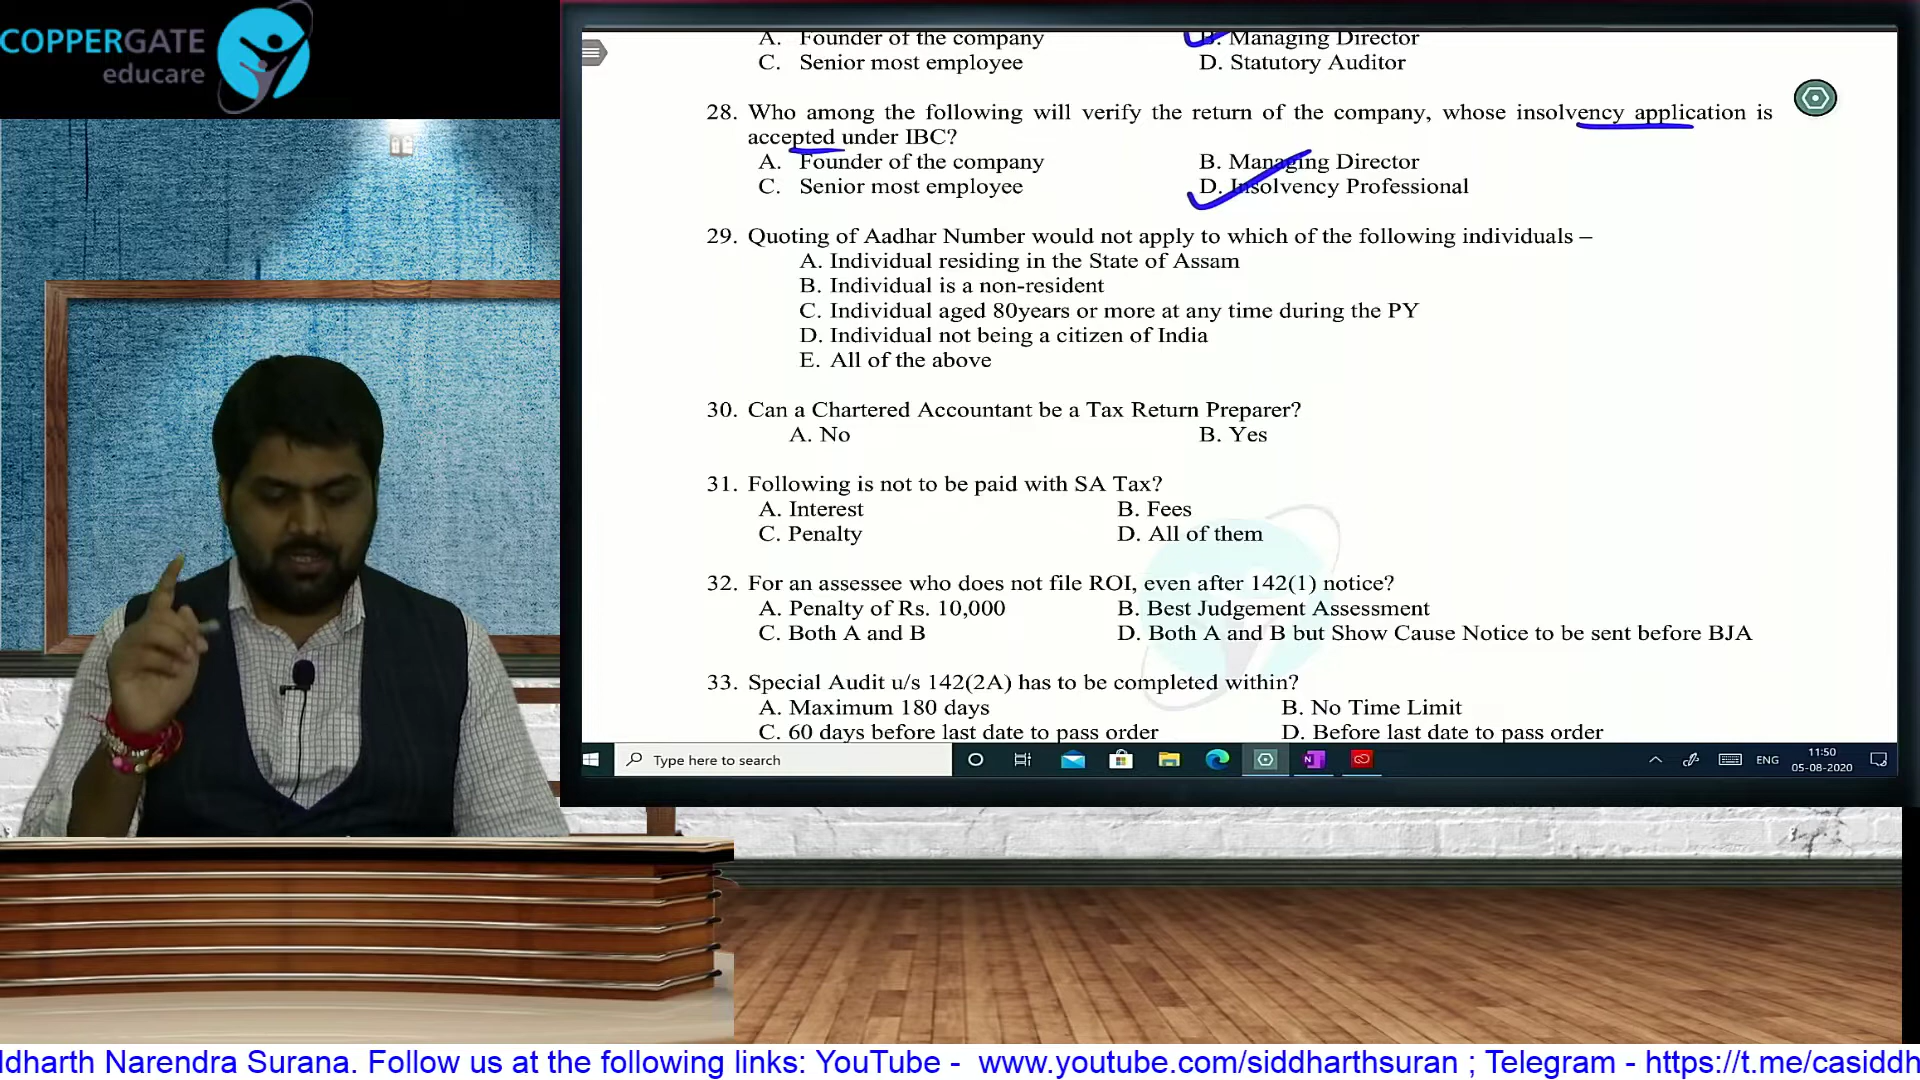 COPPERGATE
educare
A. Founder of the company B. Managing Director
C. Senior most employee D. Statutory Auditor
28. Who among the following will verify the return of the company, whose insolvency application is
accepted under IBC?
A. Founder of the company B. Managing Director
C. Senior most employee D. Insolvency Professional
29. Quoting of Aadhar Number would not apply to which of the following individuals –
A. Individual residing in the State of Assam
B. Individual is a non-resident
C. Individual aged 80years or more at any time during the PY
D. Individual not being a citizen of India
E. All of the above
30. Can a Chartered Accountant be a Tax Return Preparer?
A. No B. Yes
31. Following is not to be paid with SA Tax?
A. Interest B. Fees
C. Penalty D. All of them
32. For an assessee who does not file ROI, even after 142(1) notice?
A. Penalty of Rs. 10,000 B. Best Judgement Assessment
C. Both A and B D. Both A and B but Show Cause Notice to be sent before BJA
33. Special Audit u/s 142(2A) has to be completed within?
A. Maximum 180 days B. No Time Limit
C. 60 days before last date to pass order D. Before last date to pass order
Type here to search ENG 11:50
05-08-2020
ddharth Narendra Surana. Follow us at the following links: YouTube - www.youtube.com/siddharthsuran ; Telegram - https://t.me/casiddh